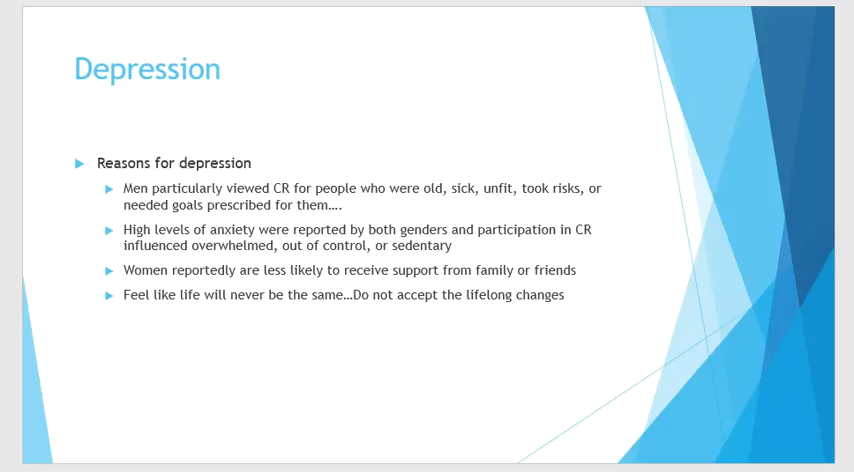 Depression
Reasons for depression
Men particularly viewed CR for people who were old, sick, unfit, took risks, or
needed goals prescribed for them….
High levels of anxiety were reported by both genders and participation in CR
influenced overwhelmed, out of control, or sedentary
Women reportedly are less likely to receive support from family or friends
Feel like life will never be the same…Do not accept the lifelong changes